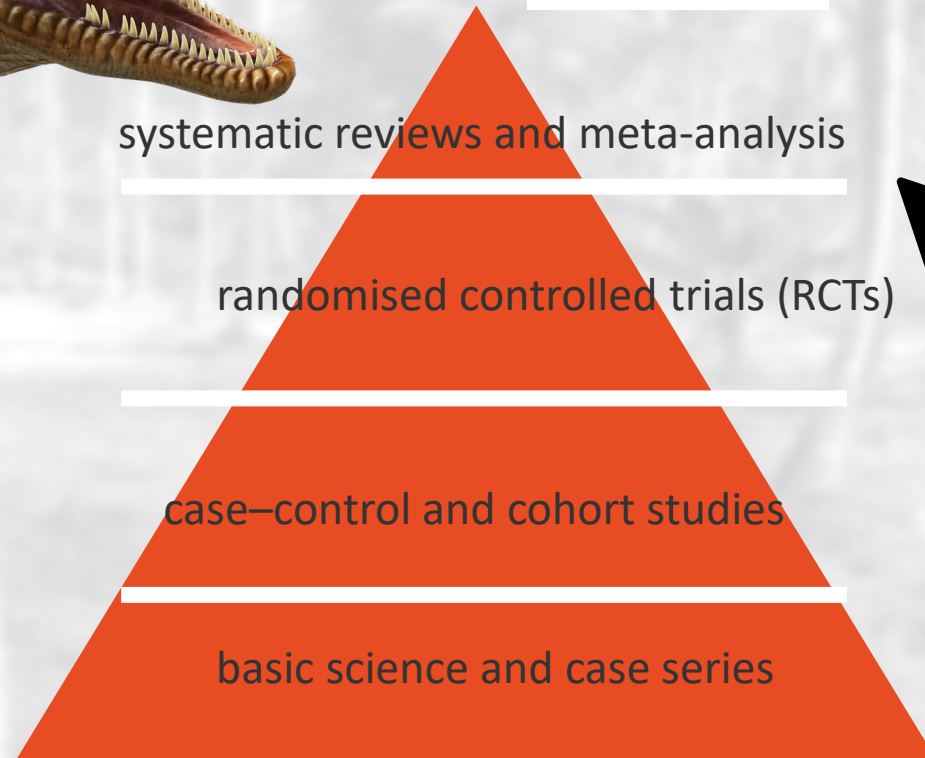 systematic reviews and meta-analysis
randomised controlled trials (RCTs)
case–control and cohort studies
basic science and case series